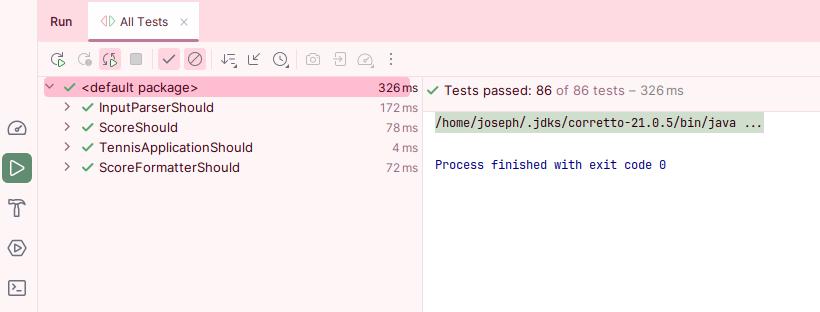 Run
All Tests
<default package> 326 ms
InputParserShould 172 ms
ScoreShould 78 ms
TennisApplicationShould 4 ms
ScoreFormatterShould 72 ms
Tests passed: 86 of 86 tests – 326 ms
/home/joseph/.jdks/corretto-21.0.5/bin/java ...
Process finished with exit code 0